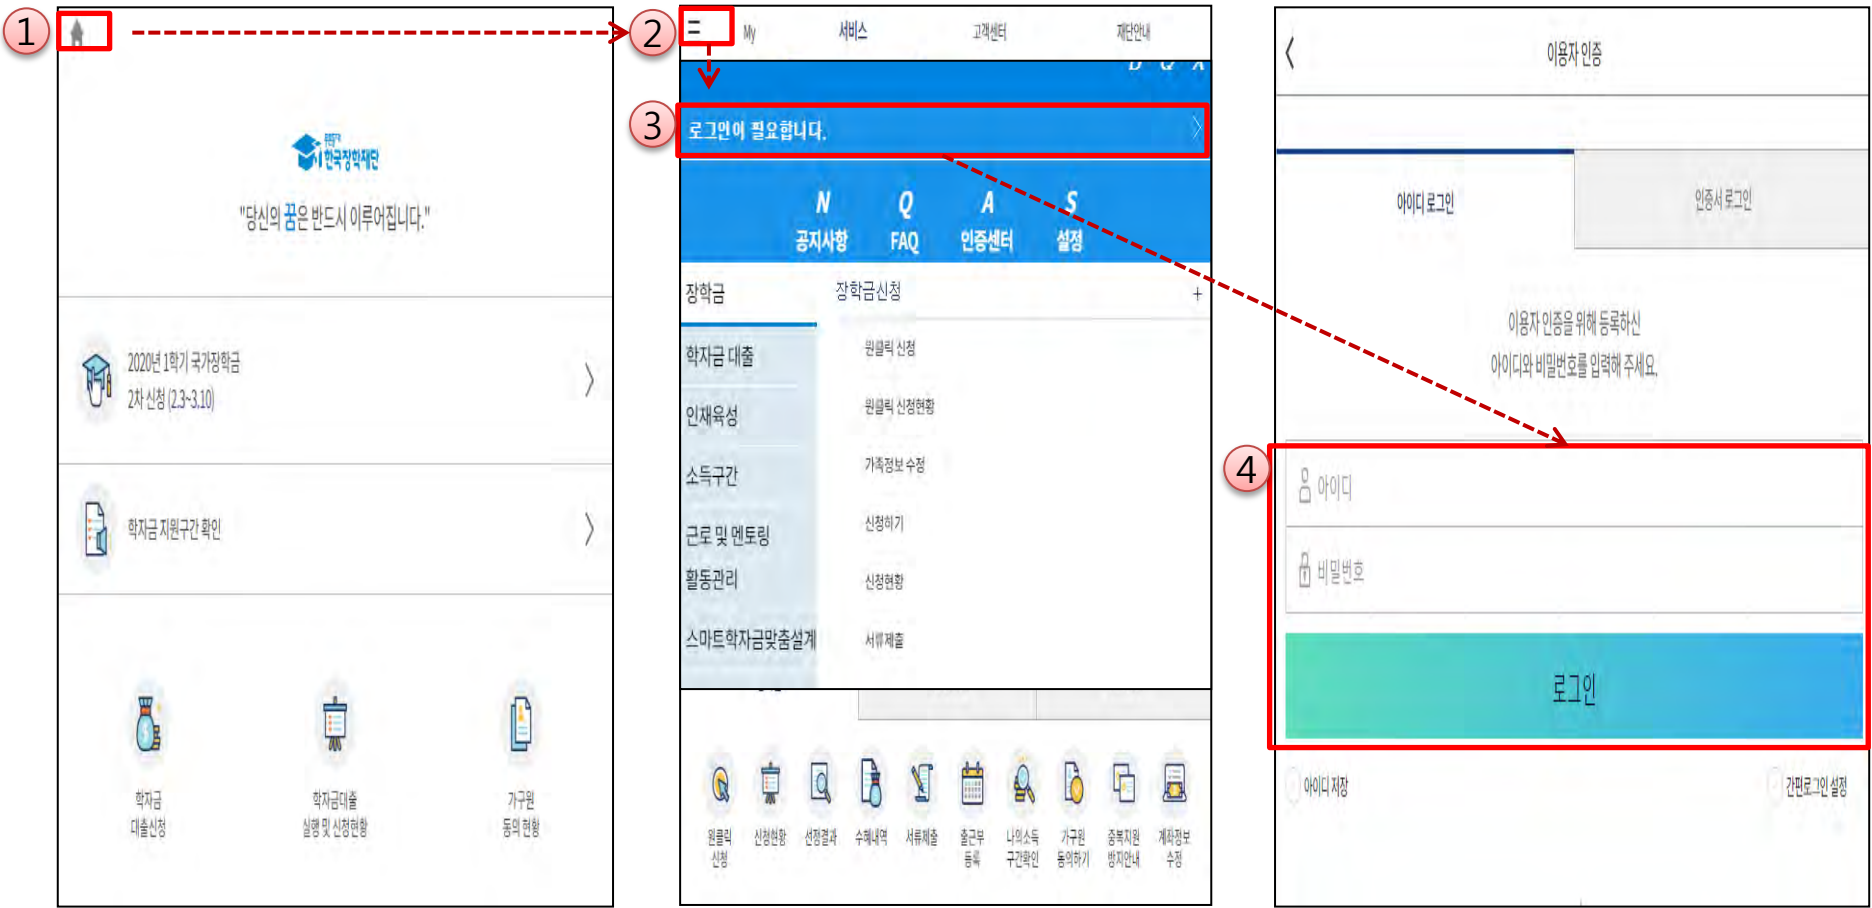 1
한국장학재단
"당신의 꿈은 반드시 이루어집니다."
2020년 1학기 국가장학금
2차 신청 (2.3~3.10)
학자금 지원구간 확인
학자금
대출신청
학자금대출
실행 및 신청현황
가구원
동의 현황
2
My
서비스
고객센터
재단안내
3
로그인이 필요합니다.
N
Q
A
S
공지사항
FAQ
인증센터
설정
장학금
학자금 대출
인재육성
소득구간
근로 및 멘토링
활동관리
스마트학자금맞춤설계
장학금신청
+
원클릭 신청
원클릭 신청현황
가족정보 수정
신청하기
신청현황
서류제출
원클릭
신청
신청현황
선정결과
수혜내역
서류제출
출근부
등록
나의소득
구간확인
가구원
동의하기
중복지원
방지안내
계좌정보
수정
이용자 인증
아이디 로그인
인증서 로그인
이용자 인증을 위해 등록하신
아이디와 비밀번호를 입력해 주세요.
4
아이디
비밀번호
로그인
아이디 저장
간편로그인 설정